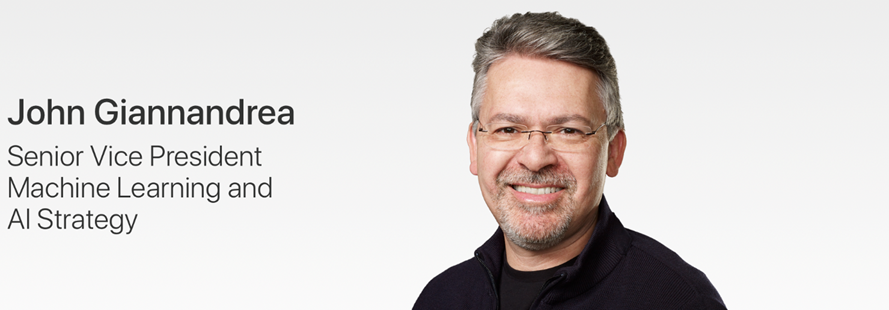 John Giannandrea
Senior Vice President
Machine Learning and
AI Strategy